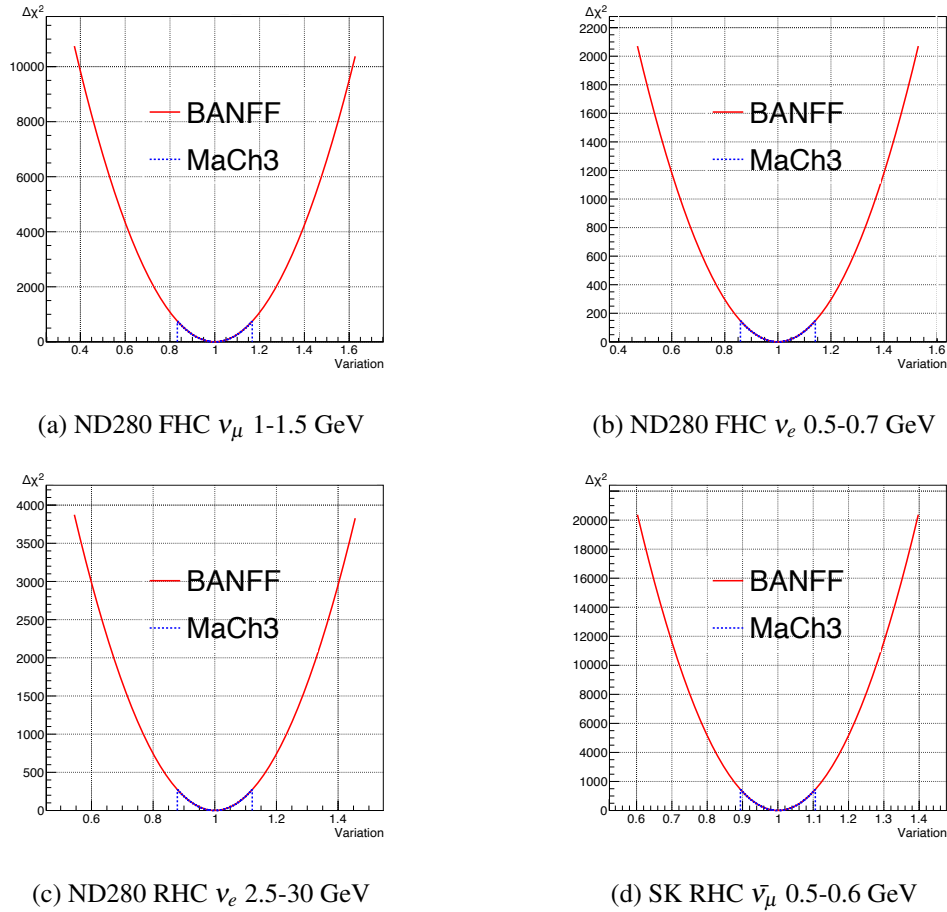 Δχ²
10000
8000
6000
4000
2000
0
BANFF
MaCh3
0.4 0.6 0.8 1 1.2 1.4 1.6
Variation
(a) ND280 FHC νμ 1-1.5 GeV
Δχ²
2200
2000
1800
1600
1400
1200
1000
800
600
400
200
0
BANFF
MaCh3
0.4 0.6 0.8 1 1.2 1.4 1.6
Variation
(b) ND280 FHC νe 0.5-0.7 GeV
Δχ²
4000
3500
3000
2500
2000
1500
1000
500
0
BANFF
MaCh3
0.6 0.8 1 1.2 1.4
Variation
(c) ND280 RHC νe 2.5-30 GeV
Δχ²
20000
18000
16000
14000
12000
10000
8000
6000
4000
1000
0
BANFF
MaCh3
0.6 0.7 0.8 0.9 1 1.1 1.2 1.3 1.4
Variation
(d) SK RHC ν̄μ 0.5-0.6 GeV